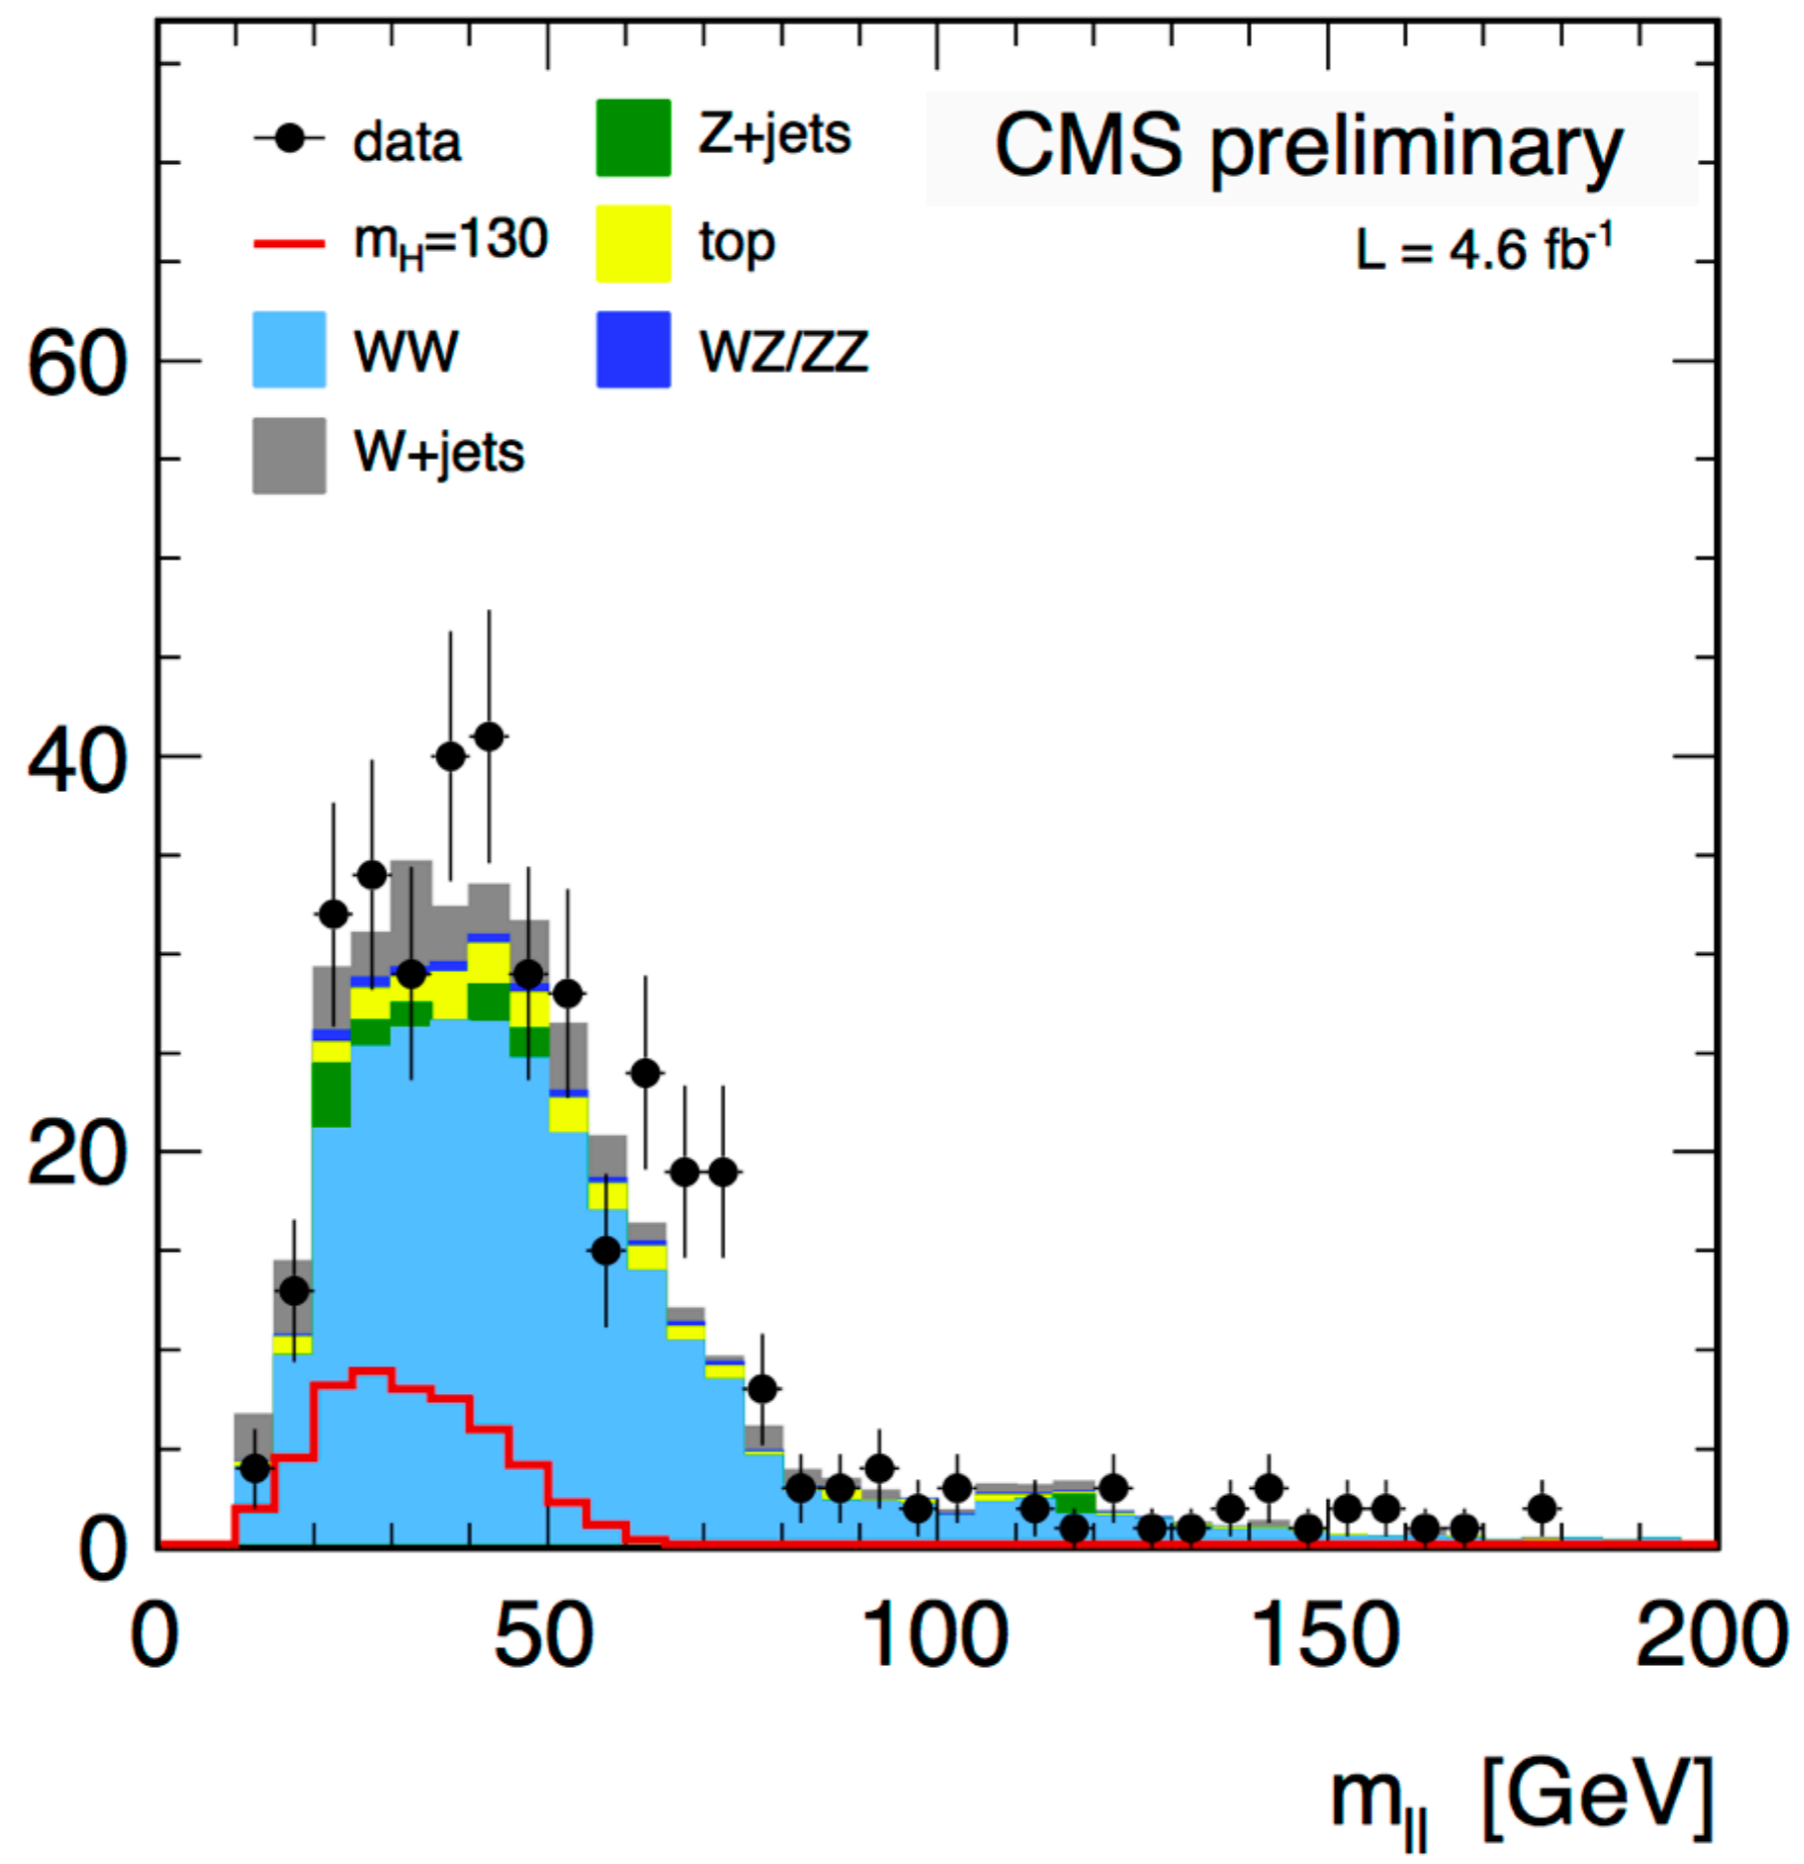 data
Z+jets
CMS preliminary
m_H=130
top
L = 4.6 fb⁻¹
WW
WZ/ZZ
W+jets
60
40
20
0
0 50 100 150 200
m_ll [GeV]